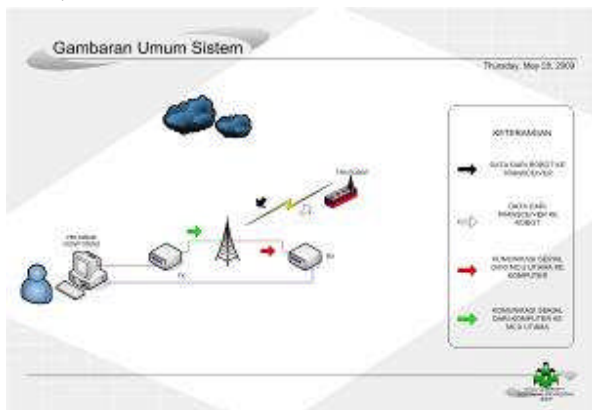 Gambaran Umum Sistem
Thursday, May 28, 2009
KETERANGAN
DATA DARI ROBOT KE
TRANSCEIVER
DATA DARI
TRANSCEIVER KE
ROBOT
KOMUNIKASI SERIAL
DARI MCU UTAMA KE
KOMPUTER
KOMUNIKASI SERIAL
DARI KOMPUTER KE
MCU UTAMA